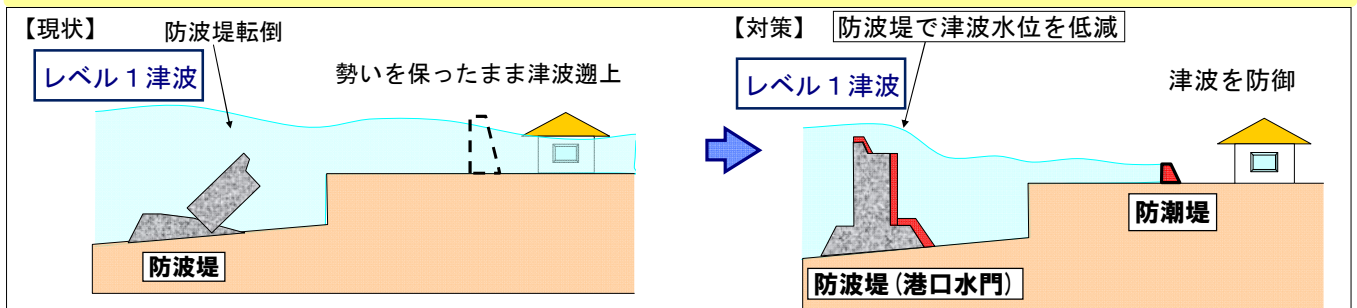 【現状】
防波堤転倒
レベル１津波
勢いを保ったまま津波遡上
防波堤
【対策】
防波堤で津波水位を低減
レベル１津波
津波を防御
防潮堤
防波堤(港口水門)